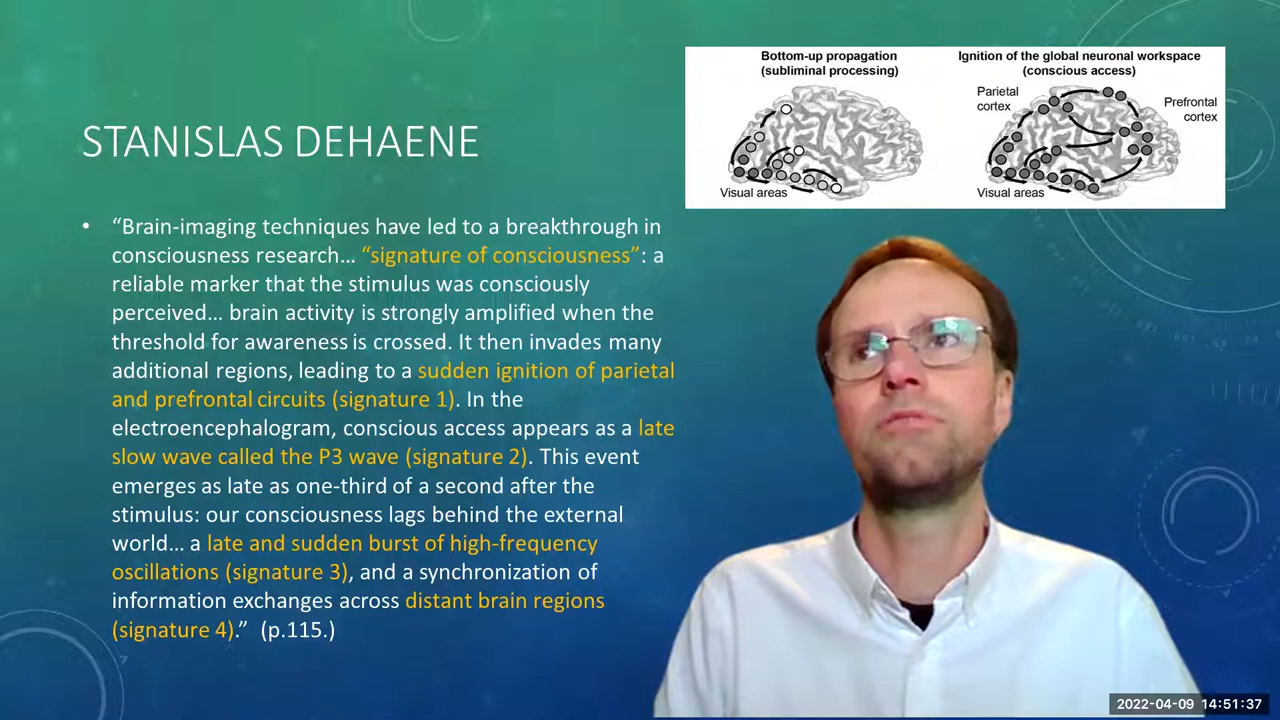 STANISLAS DEHAENE
• “Brain-imaging techniques have led to a breakthrough in
consciousness research… “signature of consciousness”: a
reliable marker that the stimulus was consciously
perceived… brain activity is strongly amplified when the
threshold for awareness is crossed. It then invades many
additional regions, leading to a sudden ignition of parietal
and prefrontal circuits (signature 1). In the
electroencephalogram, conscious access appears as a late
slow wave called the P3 wave (signature 2). This event
emerges as late as one-third of a second after the
stimulus: our consciousness lags behind the external
world… a late and sudden burst of high-frequency
oscillations (signature 3), and a synchronization of
information exchanges across distant brain regions
(signature 4).” (p.115.)
Bottom-up propagation
(subliminal processing)
Visual areas
Ignition of the global neuronal workspace
(conscious access)
Parietal
cortex
Prefrontal
cortex
Visual areas
2022-04-09 14:51:37